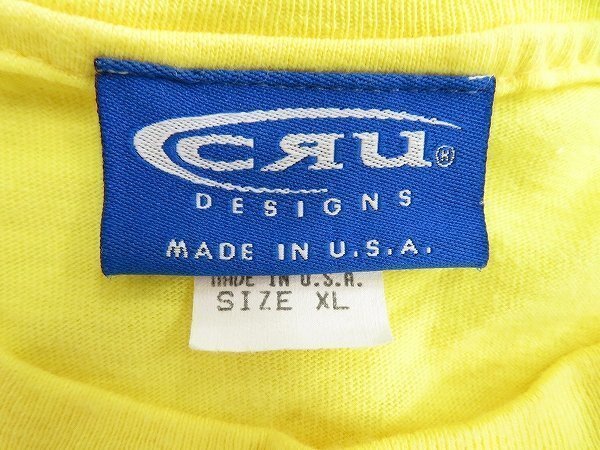 CRU®
DESIGNS
MADE IN U.S.A.
MADE IN U.S.A.
SIZE XL